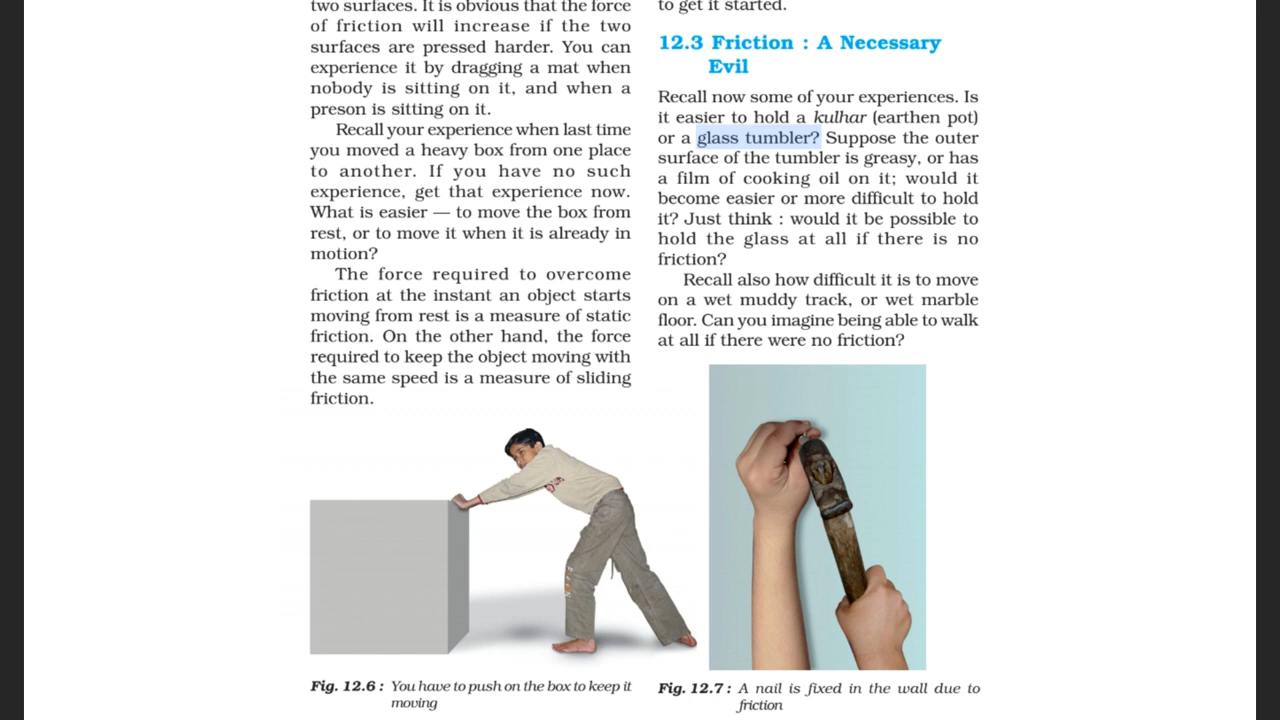 two surfaces. It is obvious that the force
of friction will increase if the two
surfaces are pressed harder. You can
experience it by dragging a mat when
nobody is sitting on it, and when a
preson is sitting on it.
Recall your experience when last time
you moved a heavy box from one place
to another. If you have no such
experience, get that experience now.
What is easier — to move the box from
rest, or to move it when it is already in
motion?
The force required to overcome
friction at the instant an object starts
moving from rest is a measure of static
friction. On the other hand, the force
required to keep the object moving with
the same speed is a measure of sliding
friction.
Fig. 12.6 : You have to push on the box to keep it
moving
to get it started.
12.3 Friction : A Necessary
Evil
Recall now some of your experiences. Is
it easier to hold a kulhar (earthen pot)
or a glass tumbler? Suppose the outer
surface of the tumbler is greasy, or has
a film of cooking oil on it; would it
become easier or more difficult to hold
it? Just think : would it be possible to
hold the glass at all if there is no
friction?
Recall also how difficult it is to move
on a wet muddy track, or wet marble
floor. Can you imagine being able to walk
at all if there were no friction?
Fig. 12.7 : A nail is fixed in the wall due to
friction